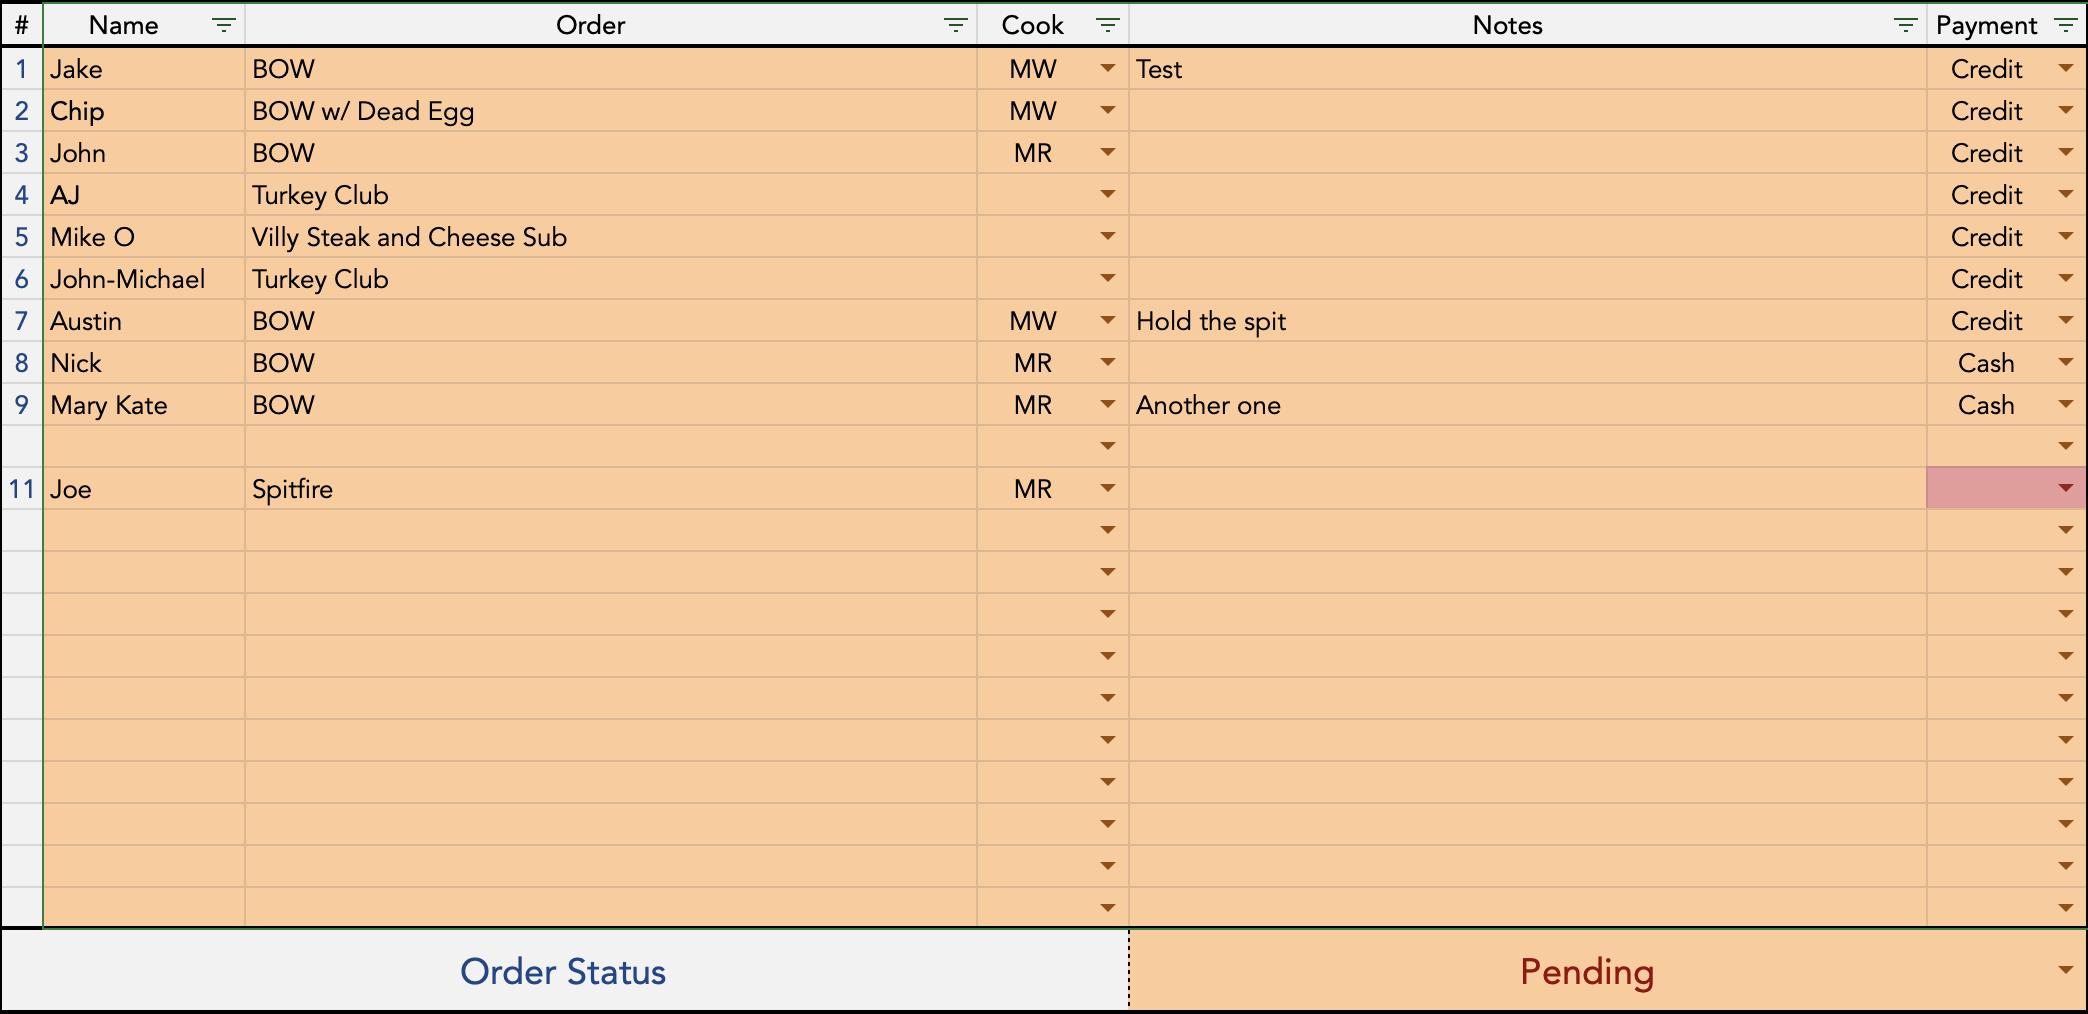 # Name Order Cook Notes Payment
1 Jake BOW MW Test Credit
2 Chip BOW w/ Dead Egg MW Credit
3 John BOW MR Credit
4 AJ Turkey Club Credit
5 Mike O Villy Steak and Cheese Sub Credit
6 John-Michael Turkey Club Credit
7 Austin BOW MW Hold the spit Credit
8 Nick BOW MR Cash
9 Mary Kate BOW MR Another one Cash
11 Joe Spitfire MR
Order Status Pending